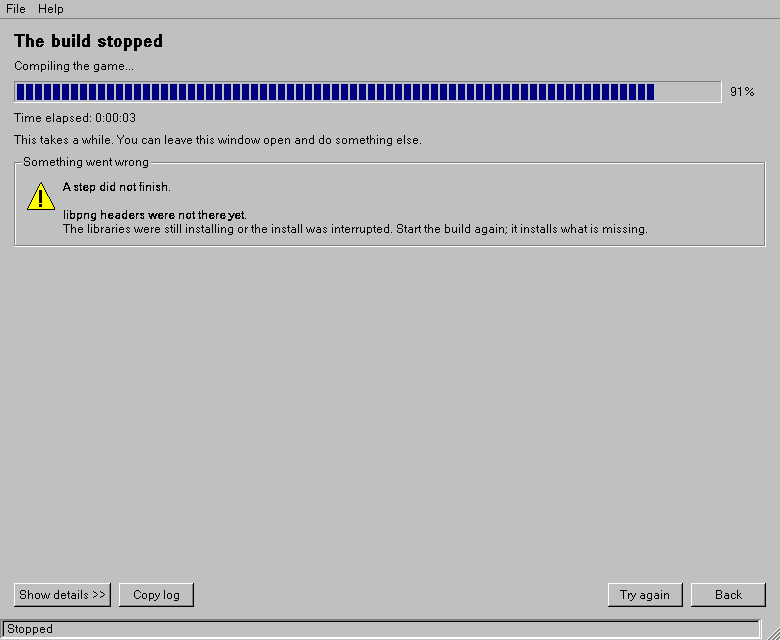 File Help
The build stopped
Compiling the game...
91%
Time elapsed: 0:00:03
This takes a while. You can leave this window open and do something else.
Something went wrong
A step did not finish.
libpng headers were not there yet.
The libraries were still installing or the install was interrupted. Start the build again; it installs what is missing.
Show details >> Copy log Try again Back
Stopped